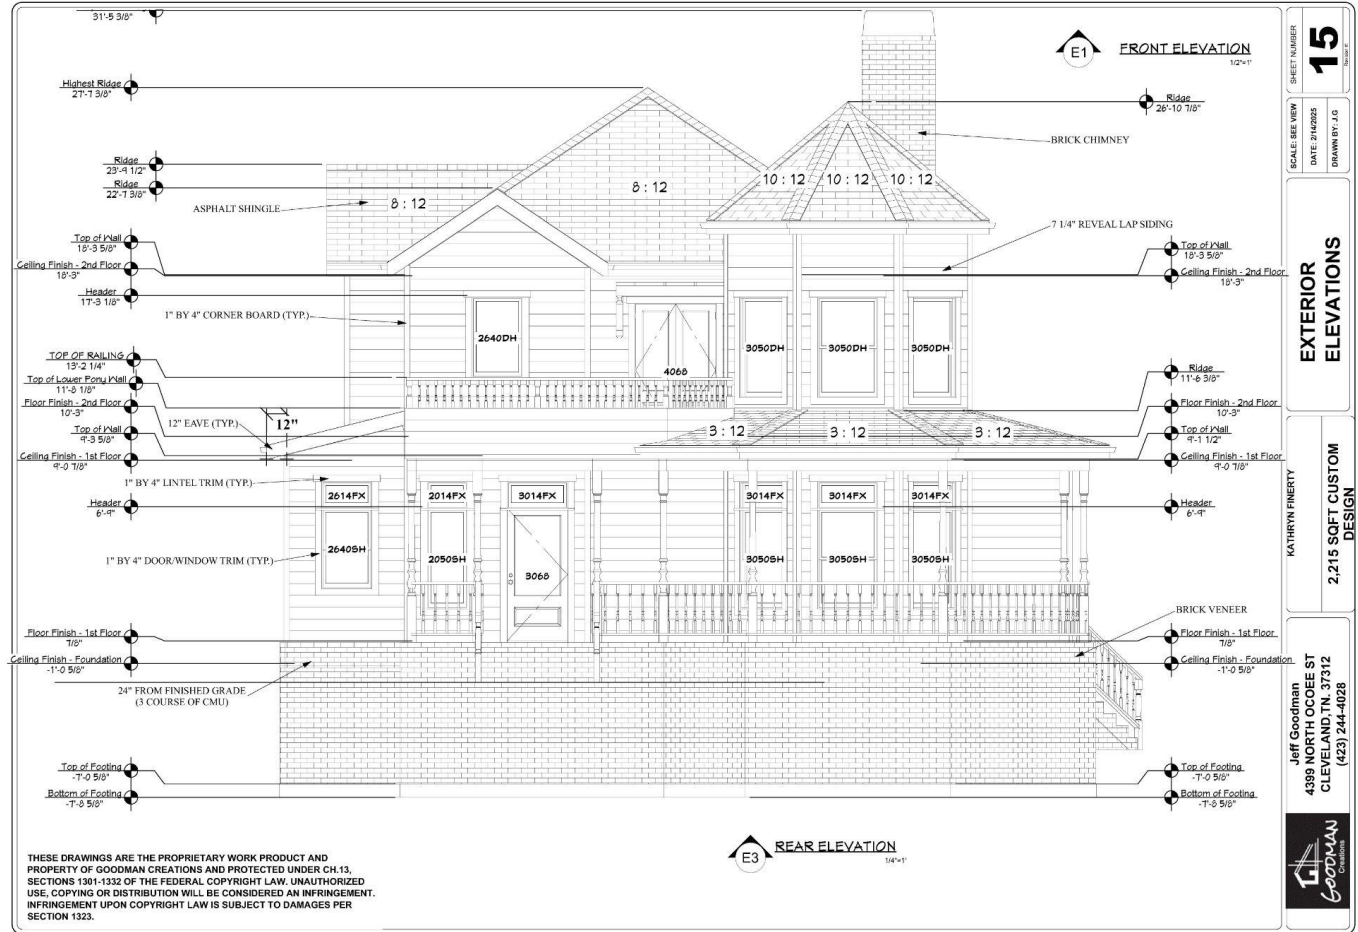 31'-5 3/8"
E1
FRONT ELEVATION
1/2"=1'
Highest Ridge
27'-7 3/8"
Ridge
26'-10 7/8"
BRICK CHIMNEY
Ridge
23'-9 1/2"
Ridge
22'-7 3/8"
ASPHALT SHINGLE
8 : 12
8 : 12
10 : 12
10 : 12
10 : 12
7 1/4" REVEAL LAP SIDING
Top of Wall
18'-3 5/8"
Ceiling Finish - 2nd Floor
18'-3"
Header
17'-3 1/8"
Top of Wall
18'-3 5/8"
Ceiling Finish - 2nd Floor
18'-3"
1" BY 4" CORNER BOARD (TYP.)
2640DH
4068
3050DH
3050DH
3050DH
TOP OF RAILING
13'-2 1/4"
Top of Lower Pony Wall
11'-8 1/8"
Floor Finish - 2nd Floor
10'-3"
Top of Wall
9'-3 5/8"
Ceiling Finish - 1st Floor
9'-0 7/8"
12" EAVE (TYP.)
12"
3 : 12
3 : 12
3 : 12
Ridge
11'-6 3/8"
Floor Finish - 2nd Floor
10'-3"
Top of Wall
9'-1 1/2"
Ceiling Finish - 1st Floor
9'-0 7/8"
1" BY 4" LINTEL TRIM (TYP.)
Header
6'-9"
2614FX
2014FX
3014FX
3014FX
3014FX
3014FX
Header
6'-9"
1" BY 4" DOOR/WINDOW TRIM (TYP.)
2640SH
2050SH
3068
3050SH
3050SH
3050SH
BRICK VENEER
Floor Finish - 1st Floor
7/8"
Ceiling Finish - Foundation
-1'-0 5/8"
Floor Finish - 1st Floor
7/8"
Ceiling Finish - Foundation
-1'-0 5/8"
24" FROM FINISHED GRADE
(3 COURSE OF CMU)
Top of Footing
-7'-0 5/8"
Bottom of Footing
-7'-8 5/8"
Top of Footing
-7'-0 5/8"
Bottom of Footing
-7'-8 5/8"
E3
REAR ELEVATION
1/4"=1'
THESE DRAWINGS ARE THE PROPRIETARY WORK PRODUCT AND
PROPERTY OF GOODMAN CREATIONS AND PROTECTED UNDER CH.13,
SECTIONS 1301-1332 OF THE FEDERAL COPYRIGHT LAW. UNAUTHORIZED
USE, COPYING OR DISTRIBUTION WILL BE CONSIDERED AN INFRINGEMENT.
INFRINGEMENT UPON COPYRIGHT LAW IS SUBJECT TO DAMAGES PER
SECTION 1323.
SHEET NUMBER
15
Revision #:
SCALE: SEE VIEW
DATE: 2/14/2025
DRAWN BY: J.G
EXTERIOR
ELEVATIONS
KATHRYN FINERTY
2,215 SQFT CUSTOM
DESIGN
Jeff Goodman
4399 NORTH OCOEE ST
CLEVELAND,TN. 37312
(423) 244-4028
GOODMAN
Creations